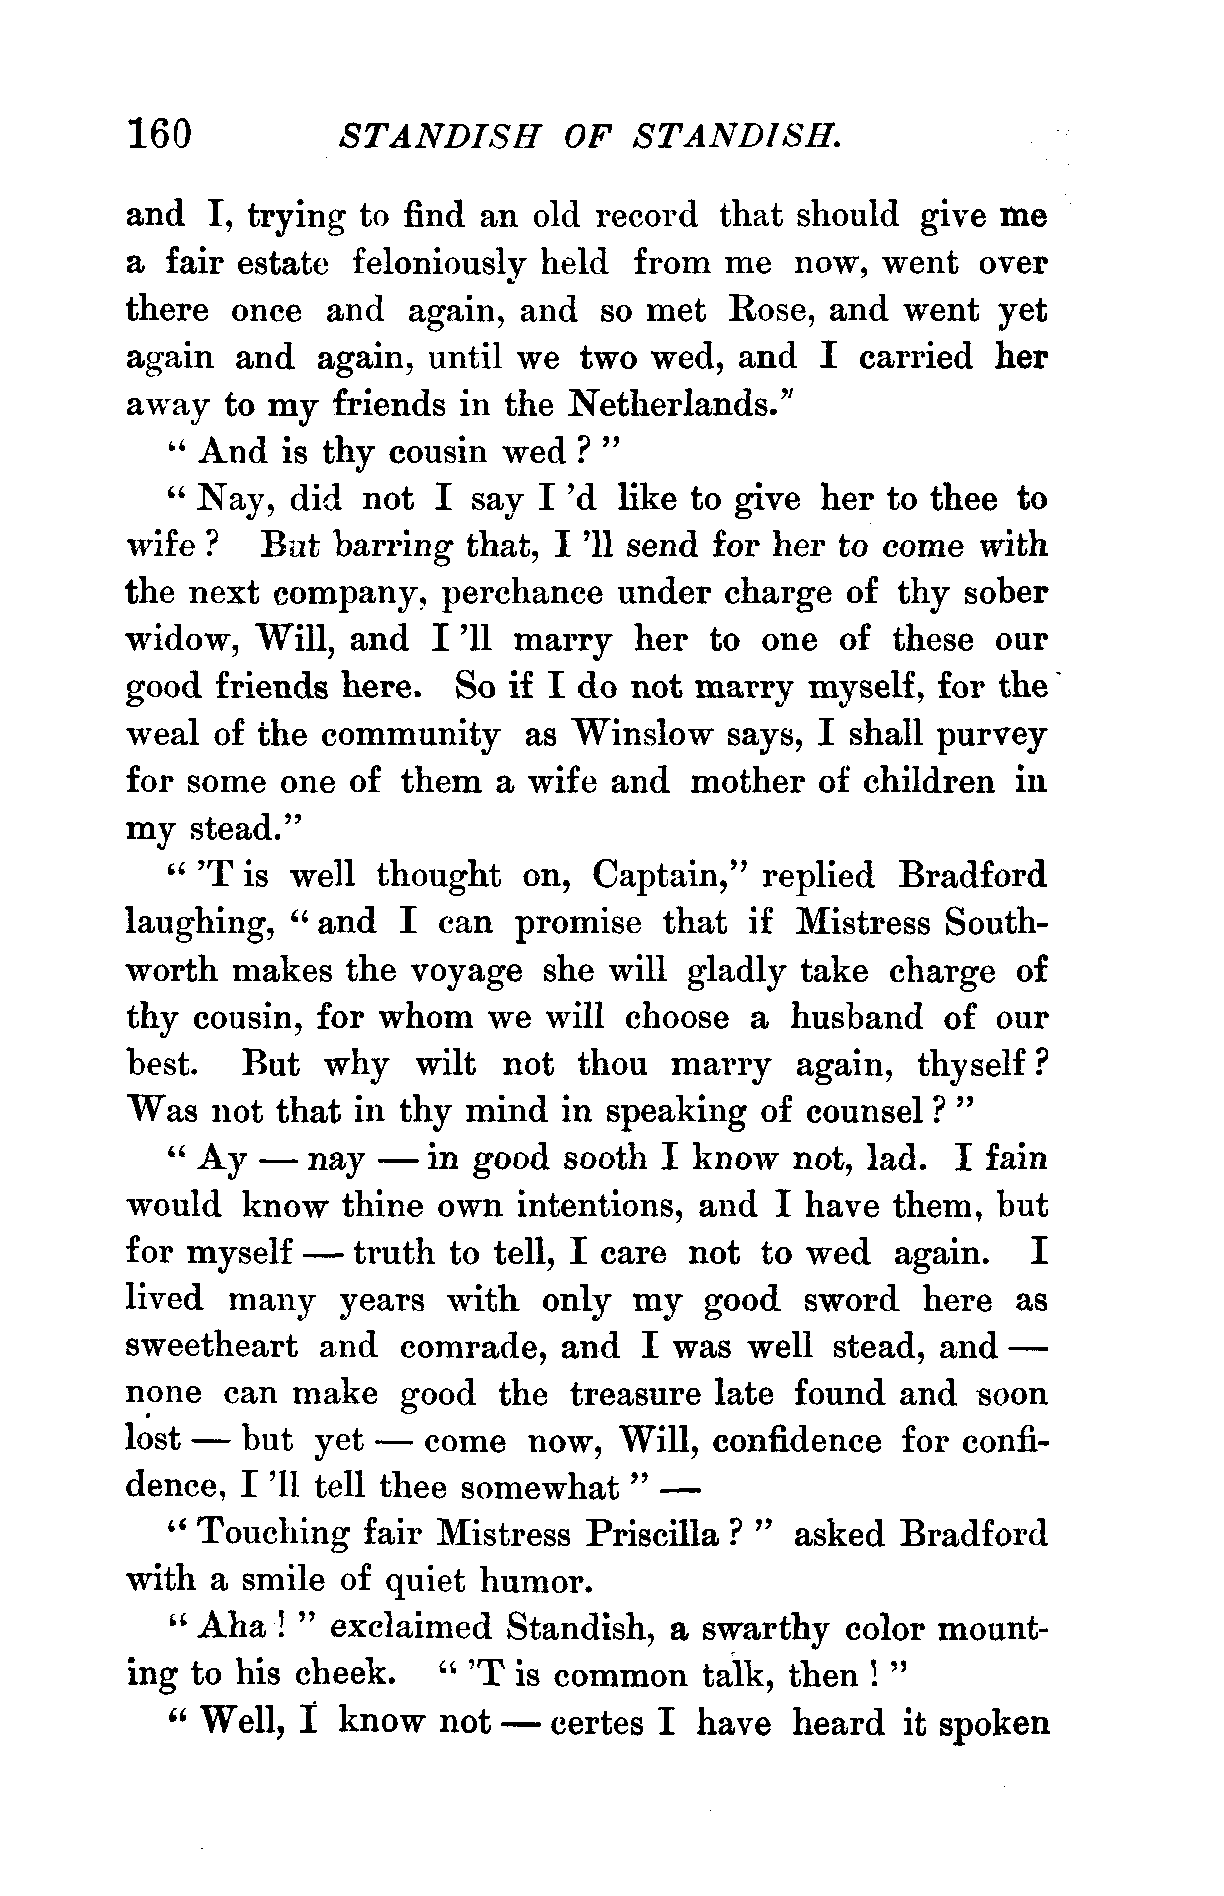 160 STANDISH OF STANDISH.
and I, trying to find an old record that should give me
a fair estate feloniously held from me now, went over
there once and again, and so met Rose, and went yet
again and again, until we two wed, and I carried her
away to my friends in the Netherlands."
“ And is thy cousin wed ? ”
“ Nay, did not I say I ’d like to give her to thee to
wife ? But barring that, I ’ll send for her to come with
the next company, perchance under charge of thy sober
widow, Will, and I ’ll marry her to one of these our
good friends here. So if I do not marry myself, for the
weal of the community as Winslow says, I shall purvey
for some one of them a wife and mother of children in
my stead.”
“ ’T is well thought on, Captain,” replied Bradford
laughing, “ and I can promise that if Mistress South-
worth makes the voyage she will gladly take charge of
thy cousin, for whom we will choose a husband of our
best. But why wilt not thou marry again, thyself ?
Was not that in thy mind in speaking of counsel ? ”
“ Ay — nay — in good sooth I know not, lad. I fain
would know thine own intentions, and I have them, but
for myself — truth to tell, I care not to wed again. I
lived many years with only my good sword here as
sweetheart and comrade, and I was well stead, and —
none can make good the treasure late found and soon
lost — but yet — come now, Will, confidence for confi-
dence, I ’ll tell thee somewhat ” —
“ Touching fair Mistress Priscilla ? ” asked Bradford
with a smile of quiet humor.
“ Aha ! ” exclaimed Standish, a swarthy color mount-
ing to his cheek. “ ’T is common talk, then ! ”
“ Well, I know not — certes I have heard it spoken